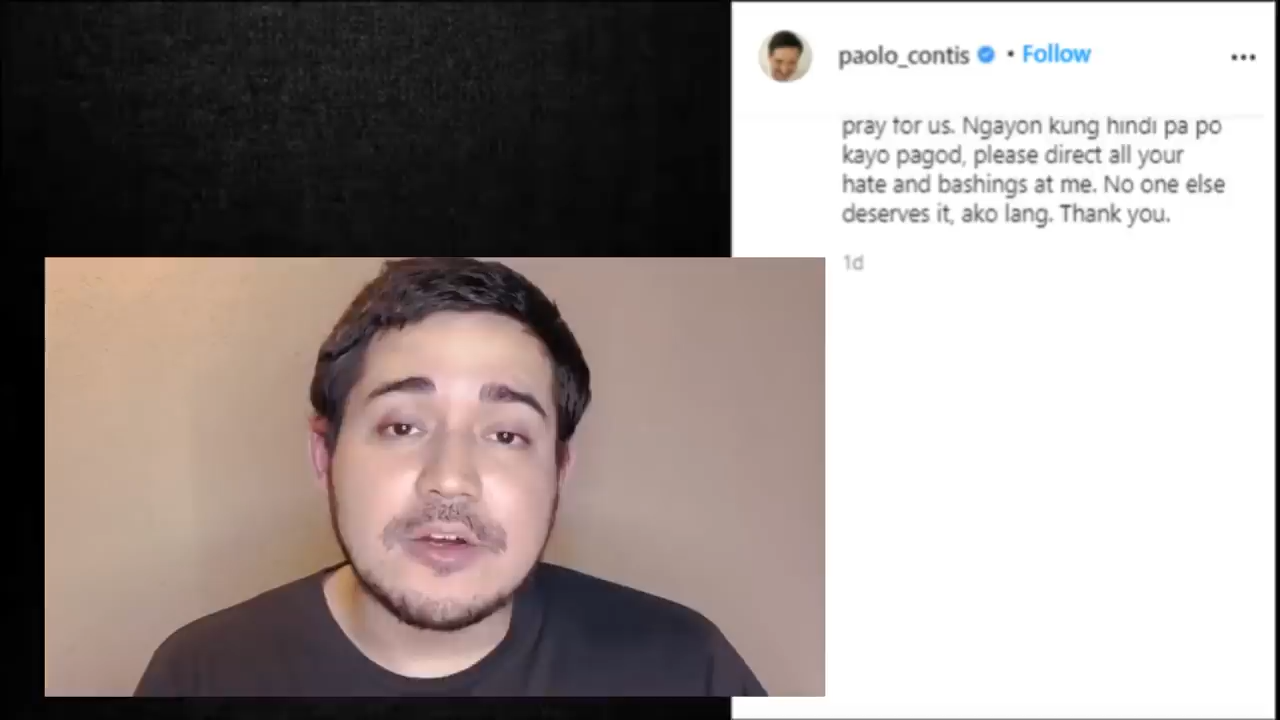 paolo_contis • Follow
pray for us. Ngayon kung hindi pa po
kayo pagod, please direct all your
hate and bashings at me. No one else
deserves it, ako lang. Thank you.
1d